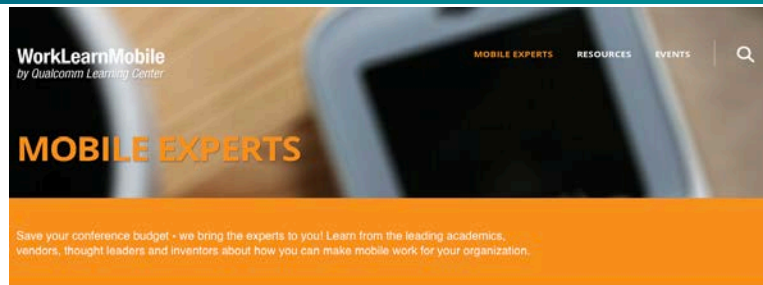 WorkLearnMobile
by Qualcomm Learning Center
MOBILE EXPERTS
RESOURCES
EVENTS
MOBILE EXPERTS
Save your conference budget - we bring the experts to you! Learn from the leading academics,
vendors, thought leaders and inventors about how you can make mobile work for your organization.